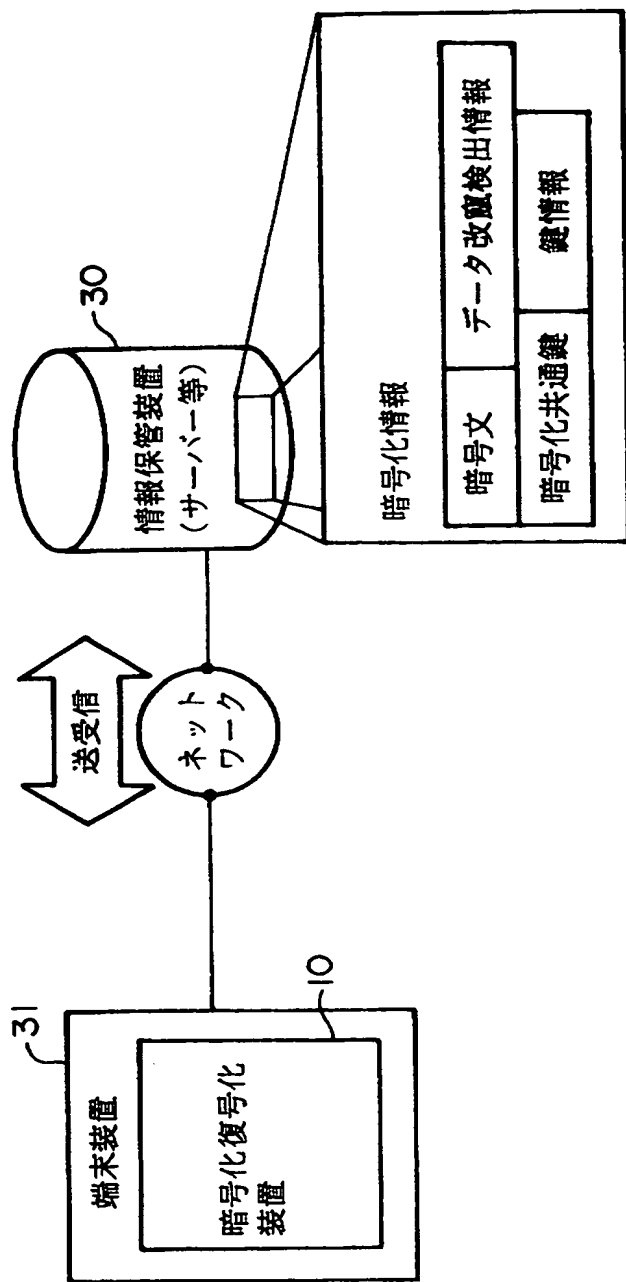 31
端末装置
暗号化復号化
装置
10
送受信
ネット
ワーク
30
情報保管装置
(サーバー等)
暗号化情報
暗号文
データ改竄検出情報
暗号化共通鍵
鍵情報